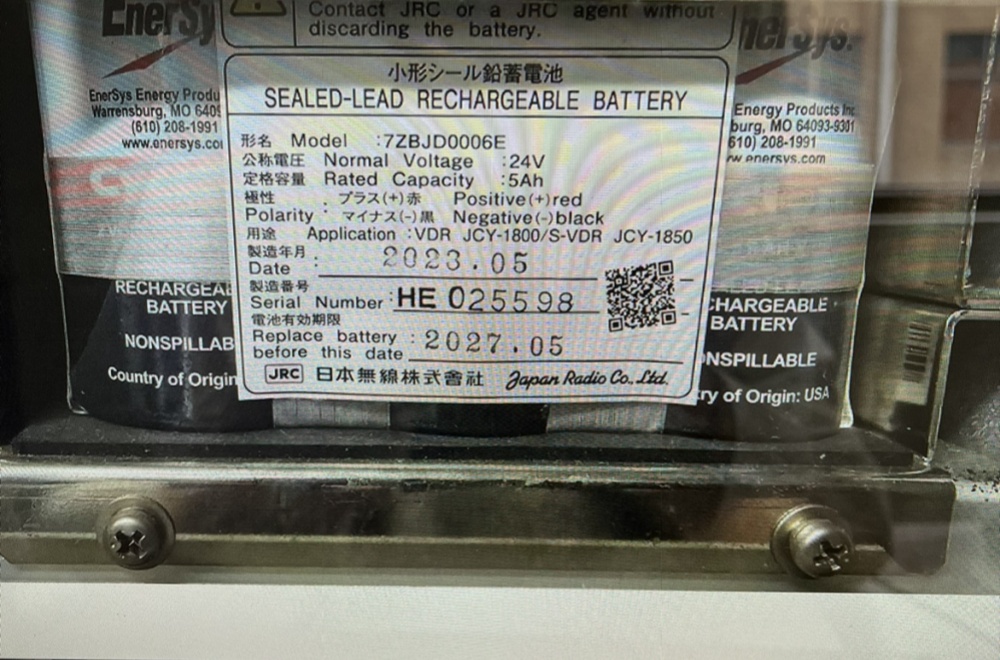 EnerSy
EnerSys Energy Produ
Warrensburg, MO 6409
(610) 208-1991
www.enersys.co
RECHARGEA
BATTERY
NONSPILLAB
Country of Origin
Contact JRC or a JRC agent without
discarding the battery.
小形シール鉛蓄電池
SEALED-LEAD RECHARGEABLE BATTERY
形名 Model :7ZBJD0006E
公称電圧 Normal Voltage :24V
定格容量 Rated Capacity :5Ah
極性 : プラス(+)赤 Positive(+)red
Polarity マイナス(-)黒 Negative(-)black
用途 Application :VDR JCY-1800/S-VDR JCY-1850
製造年月
Date : 2023.05
製造番号
Serial Number :HE 025598
電池有効期限
Replace battery : 2027.05
before this date
JRC 日本無線株式會社 Japan Radio Co., Ltd.
nerSys.
Energy Products Inc
burg, MO 64093-9301
610) 208-1991
w.enersys.com
CHARGEABLE
BATTERY
ONSPILLABLE
ry of Origin: USA